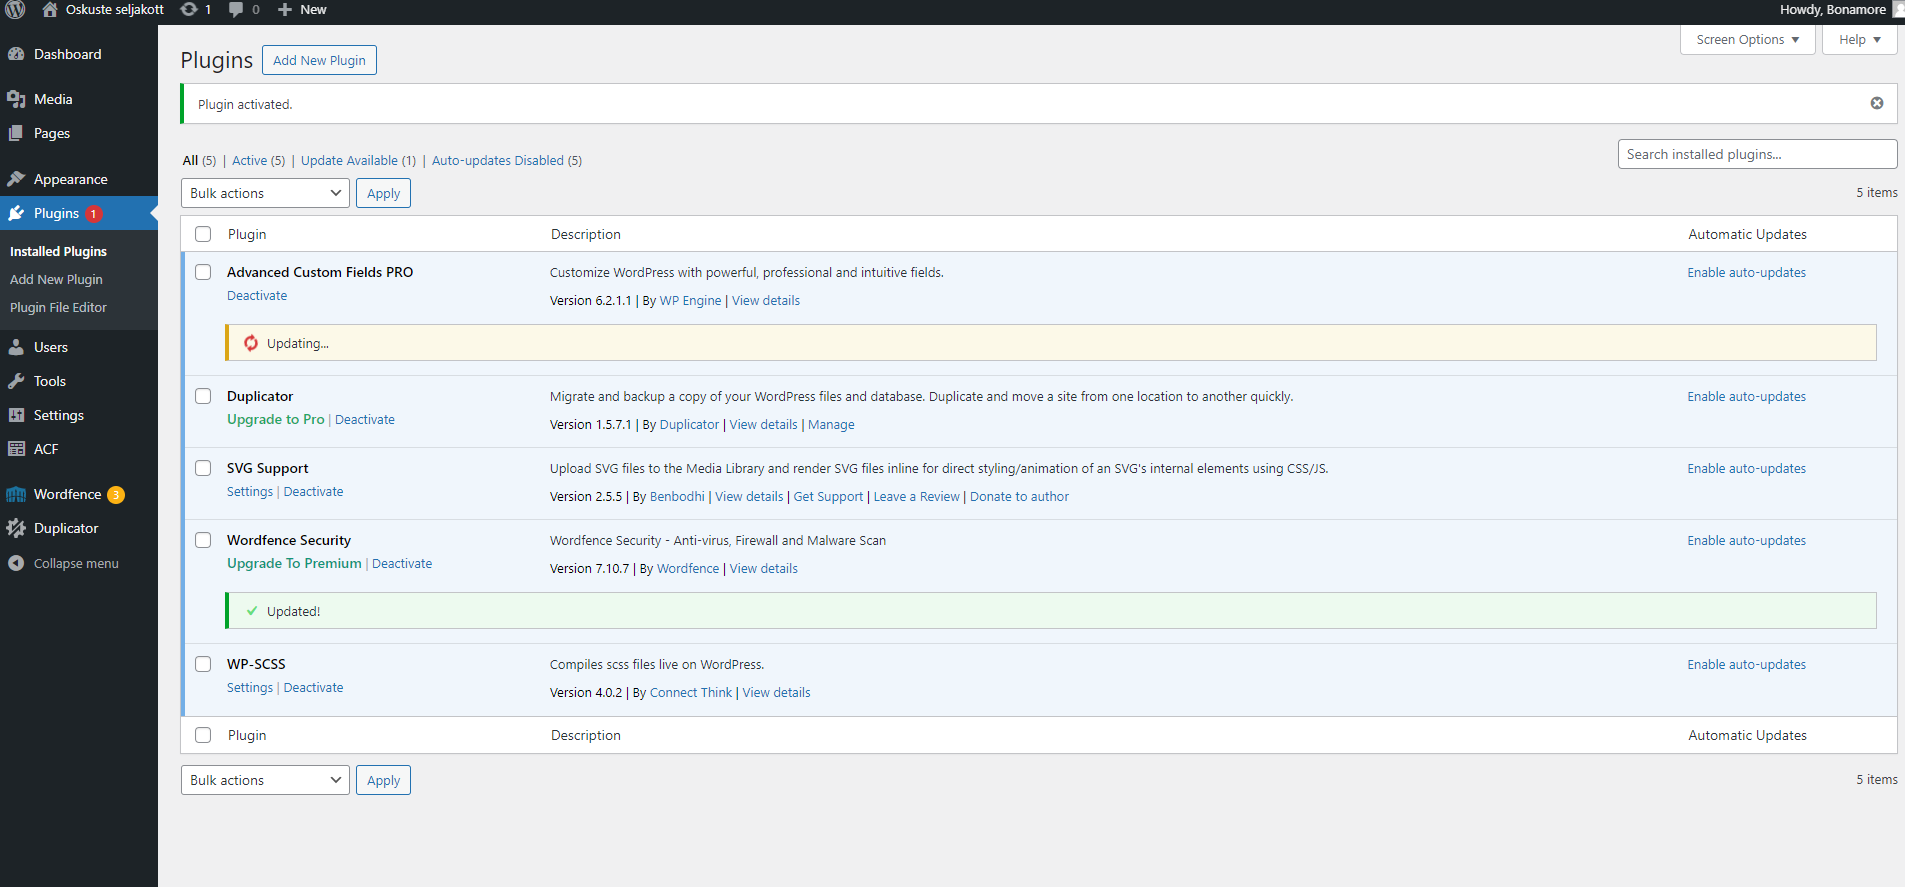 Oskuste seljakott 1 0 New Howdy, Bonamore
Screen Options Help
Dashboard
Media
Pages
Appearance
Plugins 1
Installed Plugins
Add New Plugin
Plugin File Editor
Users
Tools
Settings
ACF
Wordfence 3
Duplicator
Collapse menu
Plugins Add New Plugin
Plugin activated.
All (5) | Active (5) | Update Available (1) | Auto-updates Disabled (5)
Search installed plugins...
Bulk actions Apply 5 items
Plugin Description Automatic Updates
Advanced Custom Fields PRO Customize WordPress with powerful, professional and intuitive fields. Enable auto-updates
Deactivate
Version 6.2.1.1 | By WP Engine | View details
Updating...
Duplicator Migrate and backup a copy of your WordPress files and database. Duplicate and move a site from one location to another quickly. Enable auto-updates
Upgrade to Pro | Deactivate
Version 1.5.7.1 | By Duplicator | View details | Manage
SVG Support Upload SVG files to the Media Library and render SVG files inline for direct styling/animation of an SVG's internal elements using CSS/JS. Enable auto-updates
Settings | Deactivate
Version 2.5.5 | By Benbodhi | View details | Get Support | Leave a Review | Donate to author
Wordfence Security Wordfence Security - Anti-virus, Firewall and Malware Scan Enable auto-updates
Upgrade To Premium | Deactivate
Version 7.10.7 | By Wordfence | View details
Updated!
WP-SCSS Compiles scss files live on WordPress. Enable auto-updates
Settings | Deactivate
Version 4.0.2 | By Connect Think | View details
Plugin Description Automatic Updates
Bulk actions Apply 5 items